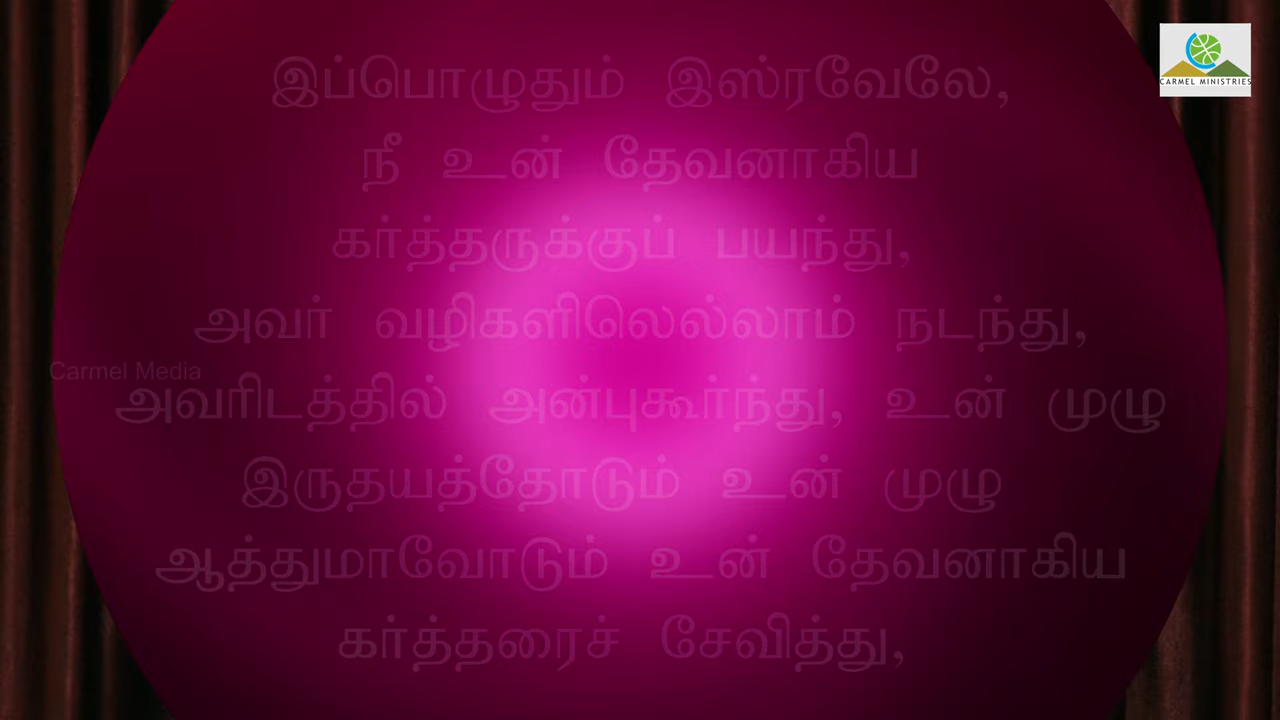 இப்பொழுதும் இஸ்ரவேலே,
நீ உன் தேவனாகிய
கர்த்தருக்குப் பயந்து,
அவர் வழிகளிலெல்லாம் நடந்து,
அவரிடத்தில் அன்புகூர்ந்து, உன் முழு
இருதயத்தோடும் உன் முழு
ஆத்துமாவோடும் உன் தேவனாகிய
கர்த்தரைச் சேவித்து,
Carmel Media
CARMEL MINISTRIES